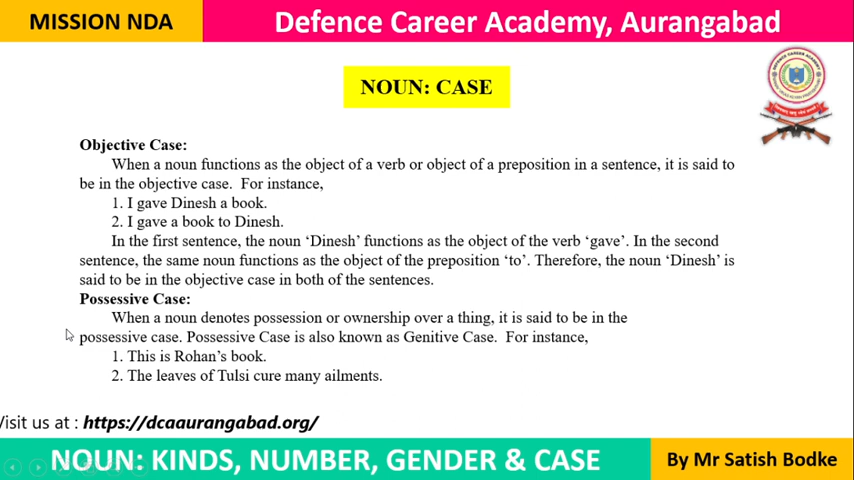 MISSION NDA
Defence Career Academy, Aurangabad
NOUN: CASE
Objective Case:
When a noun functions as the object of a verb or object of a preposition in a sentence, it is said to
be in the objective case. For instance,
1. I gave Dinesh a book.
2. I gave a book to Dinesh.
In the first sentence, the noun ‘Dinesh’ functions as the object of the verb ‘gave’. In the second
sentence, the same noun functions as the object of the preposition ‘to’. Therefore, the noun ‘Dinesh’ is
said to be in the objective case in both of the sentences.
Possessive Case:
When a noun denotes possession or ownership over a thing, it is said to be in the
possessive case. Possessive Case is also known as Genitive Case. For instance,
1. This is Rohan’s book.
2. The leaves of Tulsi cure many ailments.
Visit us at : https://dcaaurangabad.org/
NOUN: KINDS, NUMBER, GENDER & CASE
By Mr Satish Bodke